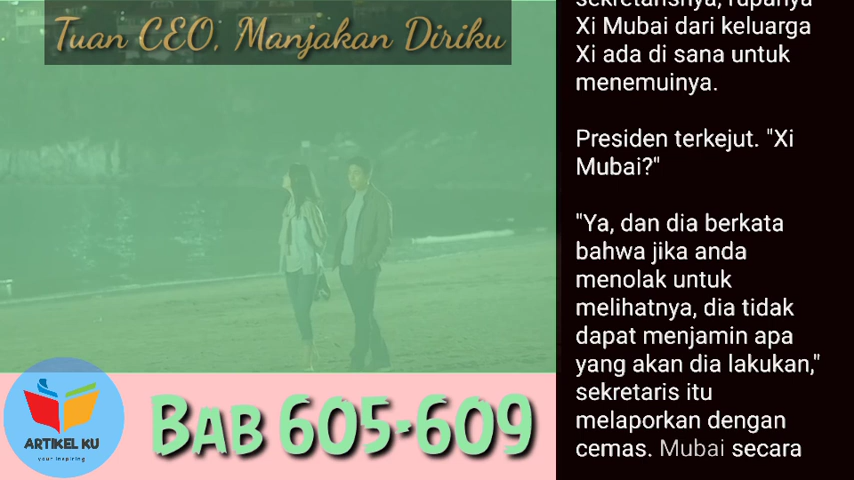 Tuan CEO, Manjakan Diriku
ARTIKEL KU
your inspiring
BAB 605-609
sekretarisnya, rupanya
Xi Mubai dari keluarga
Xi ada di sana untuk
menemuinya.
Presiden terkejut. "Xi
Mubai?"
"Ya, dan dia berkata
bahwa jika anda
menolak untuk
melihatnya, dia tidak
dapat menjamin apa
yang akan dia lakukan,"
sekretaris itu
melaporkan dengan
cemas. Mubai secara